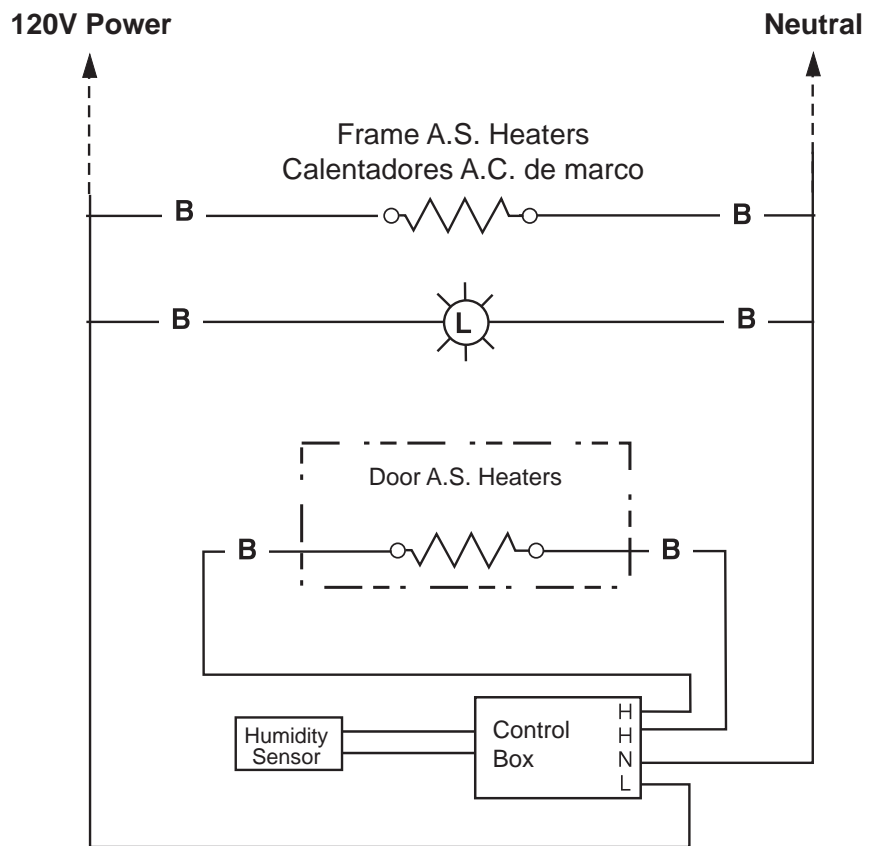 120V Power
Neutral
Frame A.S. Heaters
Calentadores A.C. de marco
B
B
B
L
B
Door A.S. Heaters
B
B
Humidity
Sensor
Control
Box
H
H
N
L